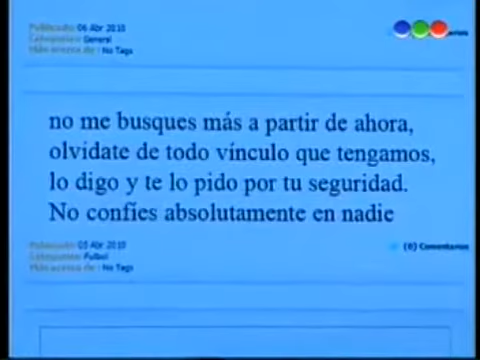 Publicado: 06 Abr 2010
Categories: General
Más acerca de : No Tags
no me busques más a partir de ahora,
olvidate de todo vínculo que tengamos,
lo digo y te lo pido por tu seguridad.
No confíes absolutamente en nadie
Publicado: 05 Abr 2010
(0) Comentarios
Categories: Futbol
Más acerca de : No Tags